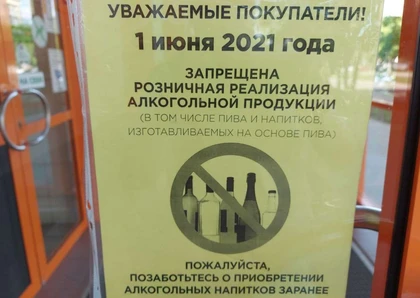 УВАЖАЕМЫЕ ПОКУПАТЕЛИ!
1 июня 2021 года
ЗАПРЕЩЕНА
РОЗНИЧНАЯ РЕАЛИЗАЦИЯ
АЛКОГОЛЬНОЙ ПРОДУКЦИИ
(В ТОМ ЧИСЛЕ ПИВА И НАПИТКОВ,
ИЗГОТАВЛИВАЕМЫХ НА ОСНОВЕ ПИВА)
ПОЖАЛУЙСТА,
ПОЗАБОТЬТЕСЬ О ПРИОБРЕТЕНИИ
АЛКОГОЛЬНЫХ НАПИТКОВ ЗАРАНЕЕ